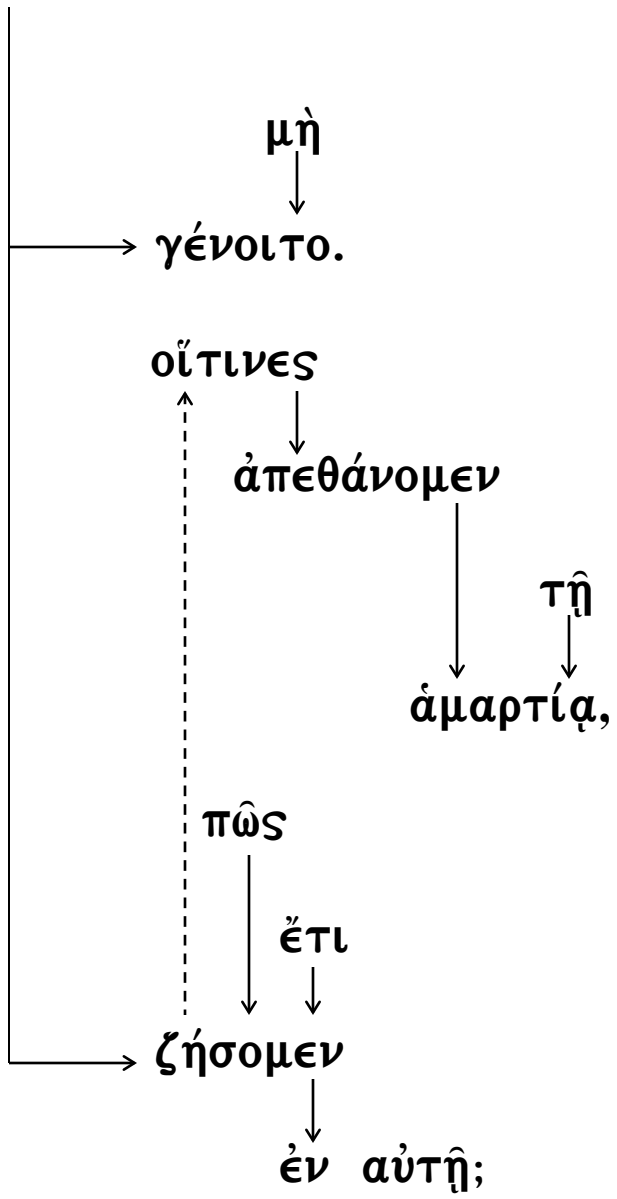 μὴ
γένοιτο.
οἵτινες
ἀπεθάνομεν
τῇ
ἁμαρτίᾳ,
πῶς
ἔτι
ζήσομεν
ἐν αὐτῇ;